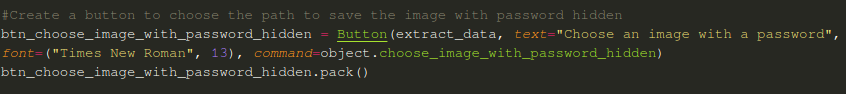 #Create a button to choose the path to save the image with password hidden
btn_choose_image_with_password_hidden = Button(extract_data, text="Choose an image with a password",
font=("Times New Roman", 13), command=object.choose_image_with_password_hidden)
btn_choose_image_with_password_hidden.pack()